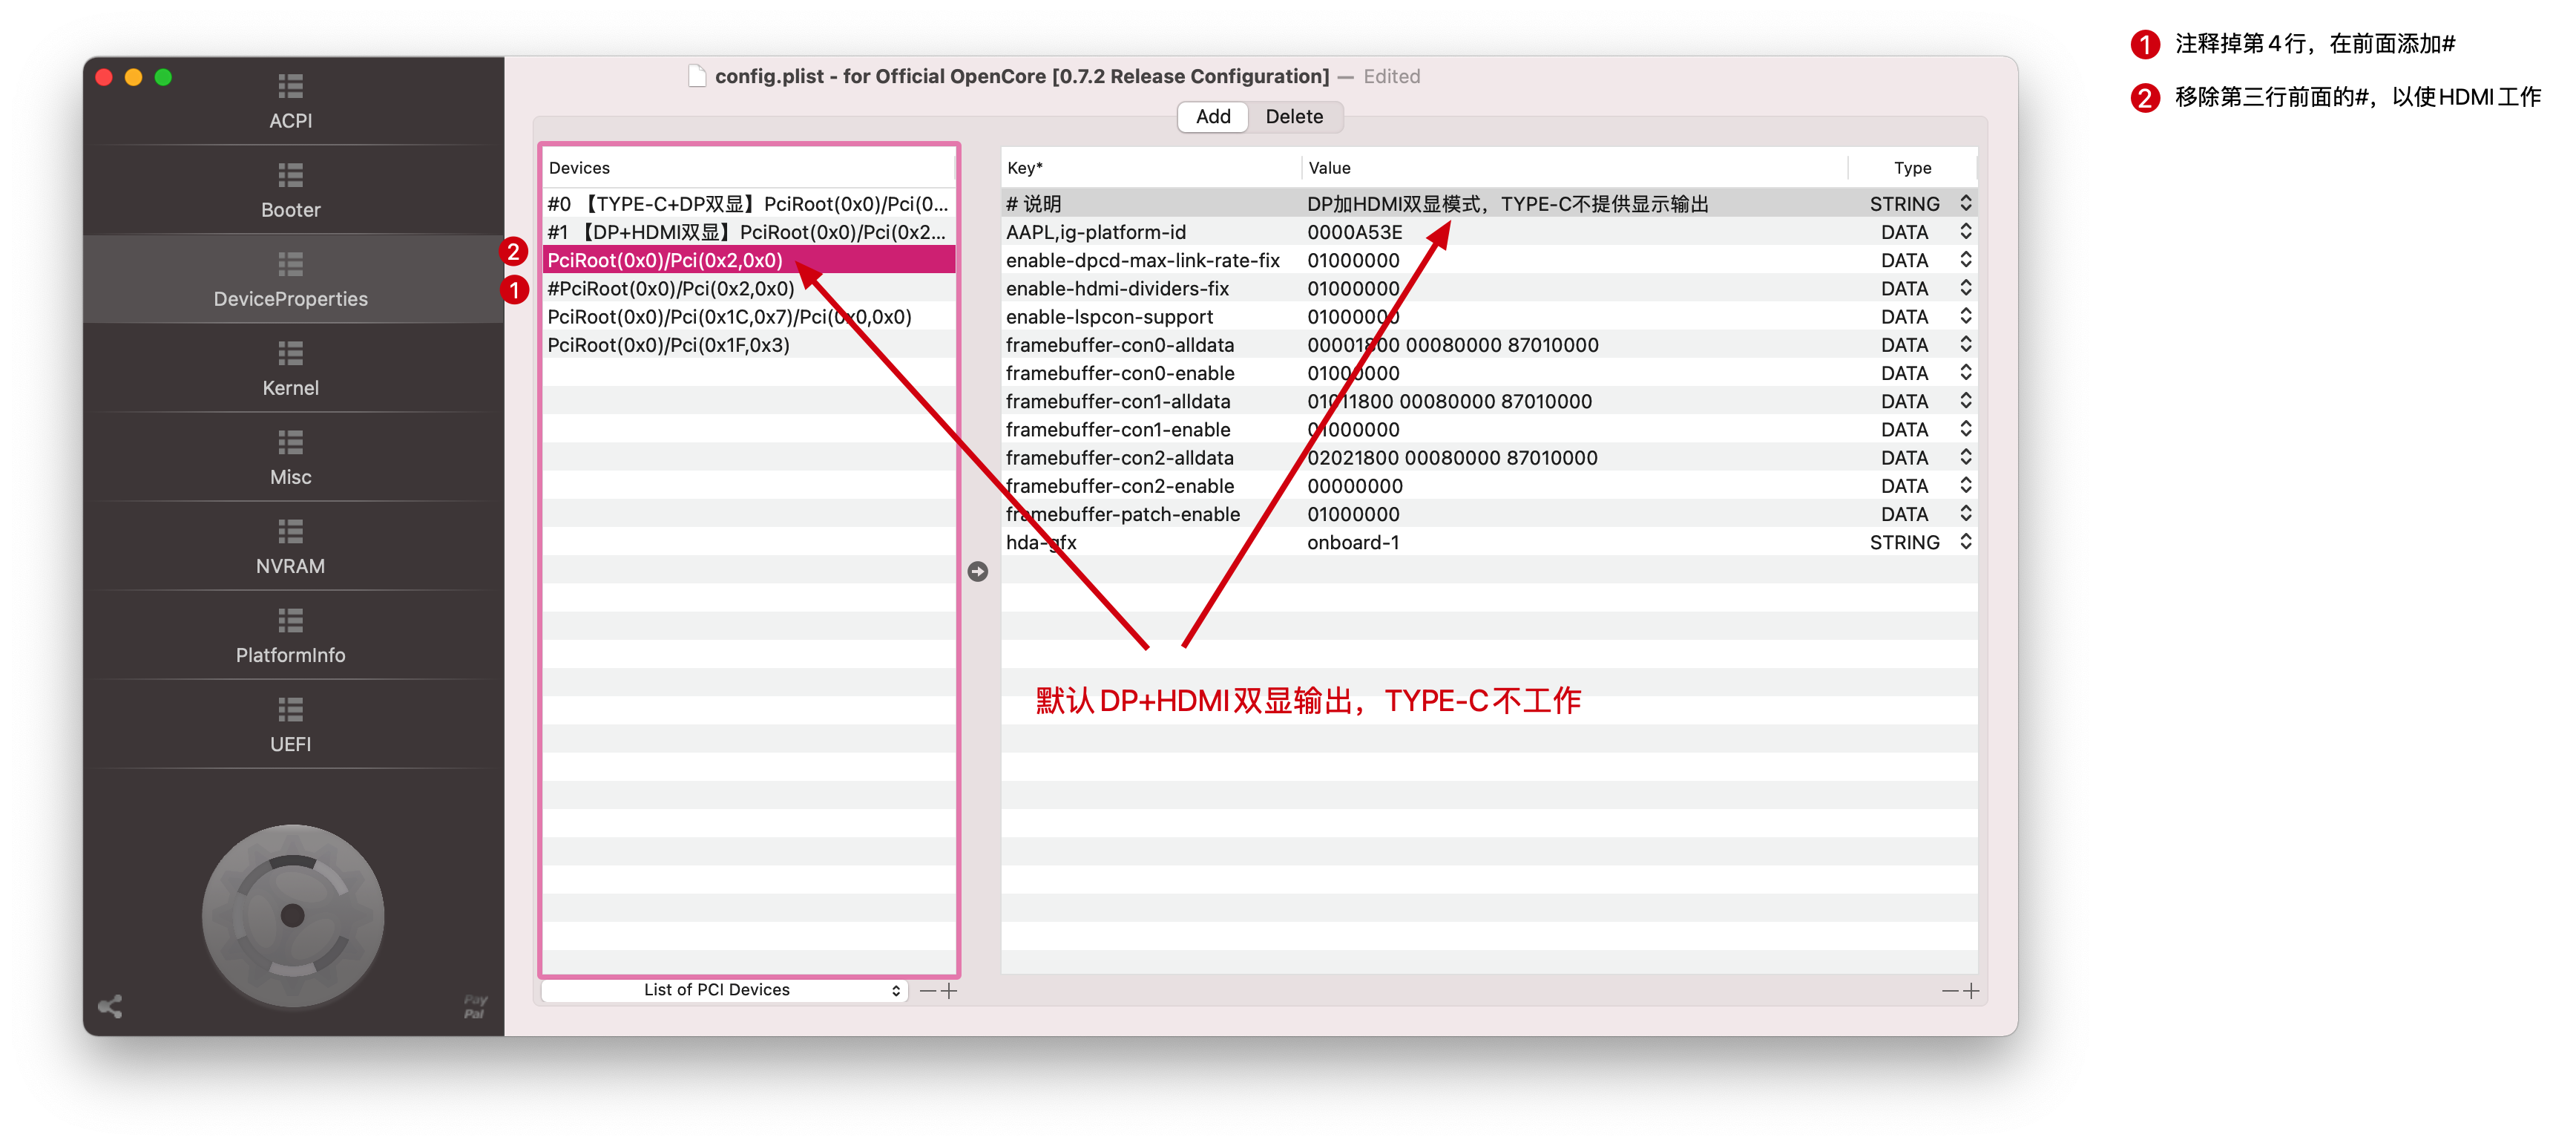 config.plist - for Official OpenCore [0.7.2 Release Configuration] — Edited
1 注释掉第4行，在前面添加#
2 移除第三行前面的#，以使HDMI工作
ACPI
Booter
DeviceProperties
Kernel
Misc
NVRAM
PlatformInfo
UEFI
Pay
Pal
Add Delete
Devices
#0 【TYPE-C+DP双显】PciRoot(0x0)/Pci(0...
#1 【DP+HDMI双显】PciRoot(0x0)/Pci(0x2...
2 PciRoot(0x0)/Pci(0x2,0x0)
1 #PciRoot(0x0)/Pci(0x2,0x0)
PciRoot(0x0)/Pci(0x1C,0x7)/Pci(0x0,0x0)
PciRoot(0x0)/Pci(0x1F,0x3)
List of PCI Devices
Key* Value Type
# 说明 DP加HDMI双显模式，TYPE-C不提供显示输出 STRING
AAPL,ig-platform-id 0000A53E DATA
enable-dpcd-max-link-rate-fix 01000000 DATA
enable-hdmi-dividers-fix 01000000 DATA
enable-lspcon-support 01000000 DATA
framebuffer-con0-alldata 00001800 00080000 87010000 DATA
framebuffer-con0-enable 01000000 DATA
framebuffer-con1-alldata 01011800 00080000 87010000 DATA
framebuffer-con1-enable 01000000 DATA
framebuffer-con2-alldata 02021800 00080000 87010000 DATA
framebuffer-con2-enable 00000000 DATA
framebuffer-patch-enable 01000000 DATA
hda-gfx onboard-1 STRING
默认DP+HDMI双显输出，TYPE-C不工作